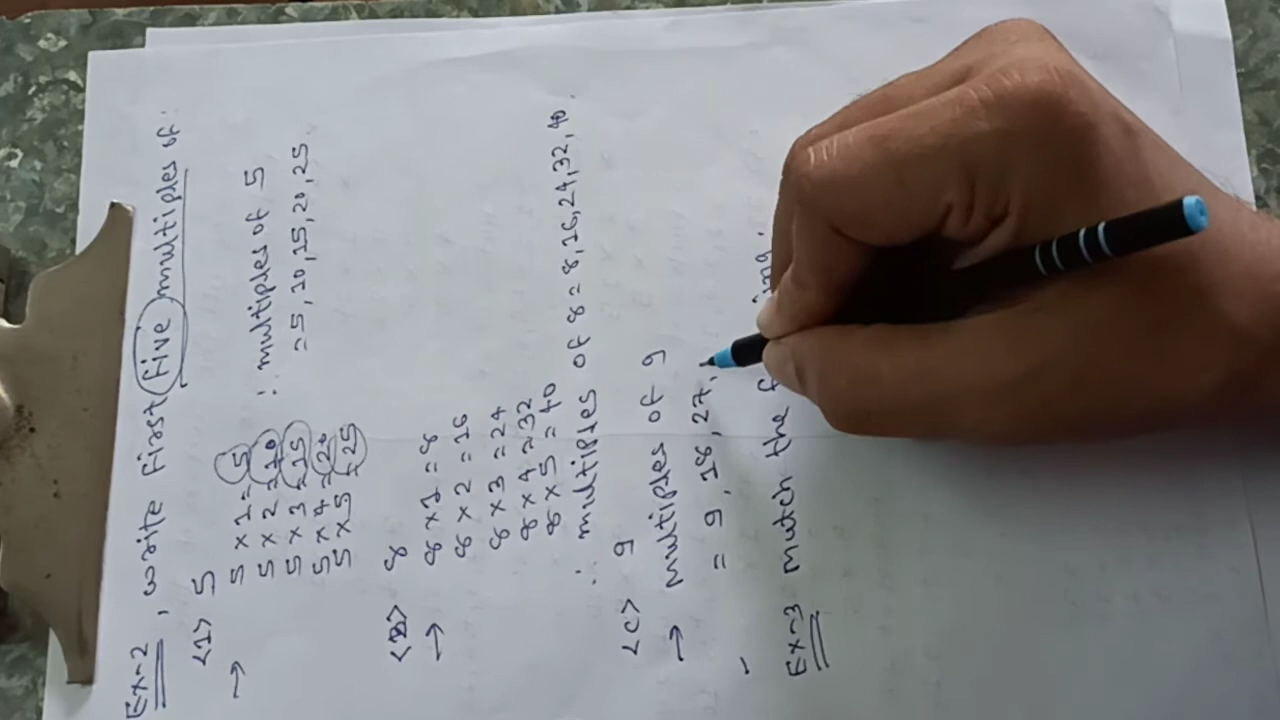 Ex-2, write first five multiples of.
<1> 5
→ 5 x 1 = 5
5 x 2 = 10 ∴ multiples of 5
5 x 3 = 15 = 5, 10, 15, 20, 25
5 x 4 = 20
5 x 5 = 25
<B> 8
→ 8 x 1 = 8
8 x 2 = 16
8 x 3 = 24
8 x 4 = 32
8 x 5 = 40
∴ multiples of 8 = 8, 16, 24, 32, 40.
<c> 9
→ multiples of 9
= 9, 18, 27,
Ex-3 mutch the